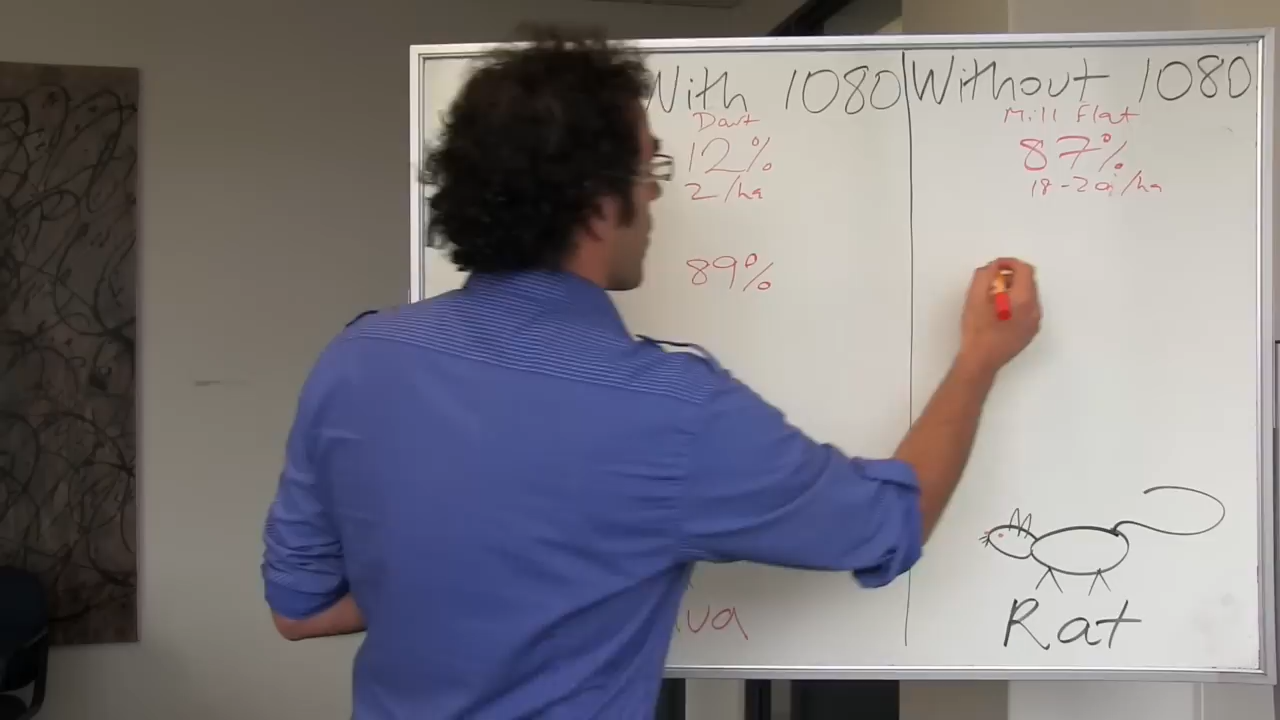 With 1080
Dart
12%
2/ha
89%
Without 1080
Mill Flat
87%
18-20/ha
Rat